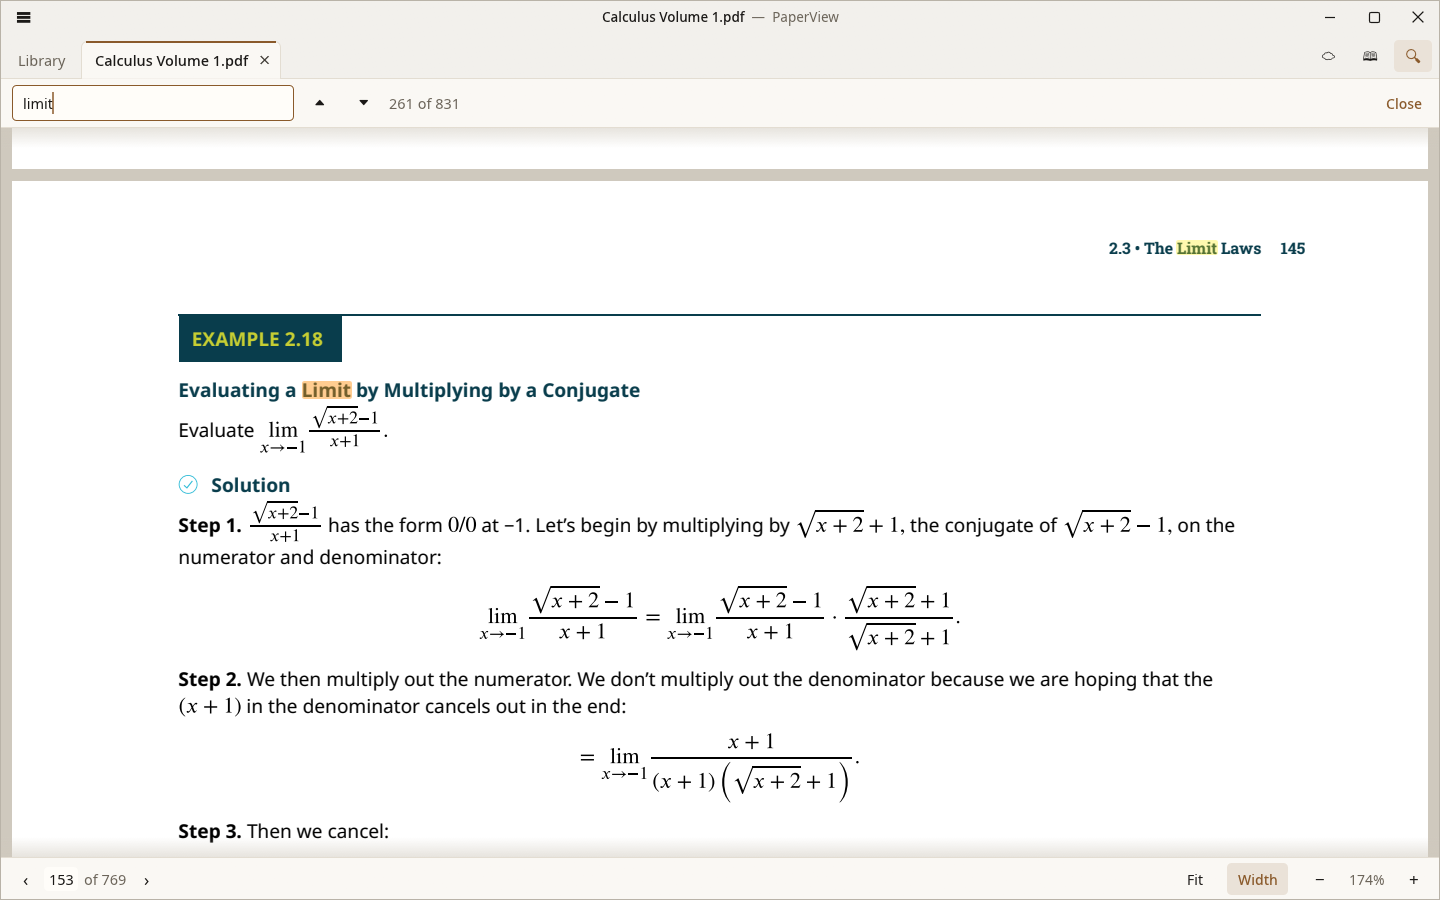 Calculus Volume 1.pdf — PaperView
Library
Calculus Volume 1.pdf ×
limit
261 of 831
Close
2.3 • The Limit Laws 145
EXAMPLE 2.18
Evaluating a Limit by Multiplying by a Conjugate
Evaluate lim x→−1 (√(x+2)−1)/(x+1).
Solution
Step 1. (√(x+2)−1)/(x+1) has the form 0/0 at −1. Let’s begin by multiplying by √(x + 2) + 1, the conjugate of √(x + 2) − 1, on the
numerator and denominator:
lim x→−1 (√(x + 2) − 1)/(x + 1) = lim x→−1 (√(x + 2) − 1)/(x + 1) · (√(x + 2) + 1)/(√(x + 2) + 1).
Step 2. We then multiply out the numerator. We don’t multiply out the denominator because we are hoping that the
(x + 1) in the denominator cancels out in the end:
= lim x→−1 (x + 1)/((x + 1)(√(x + 2) + 1)).
Step 3. Then we cancel:
‹ 153 of 769 ›
Fit Width − 174% +